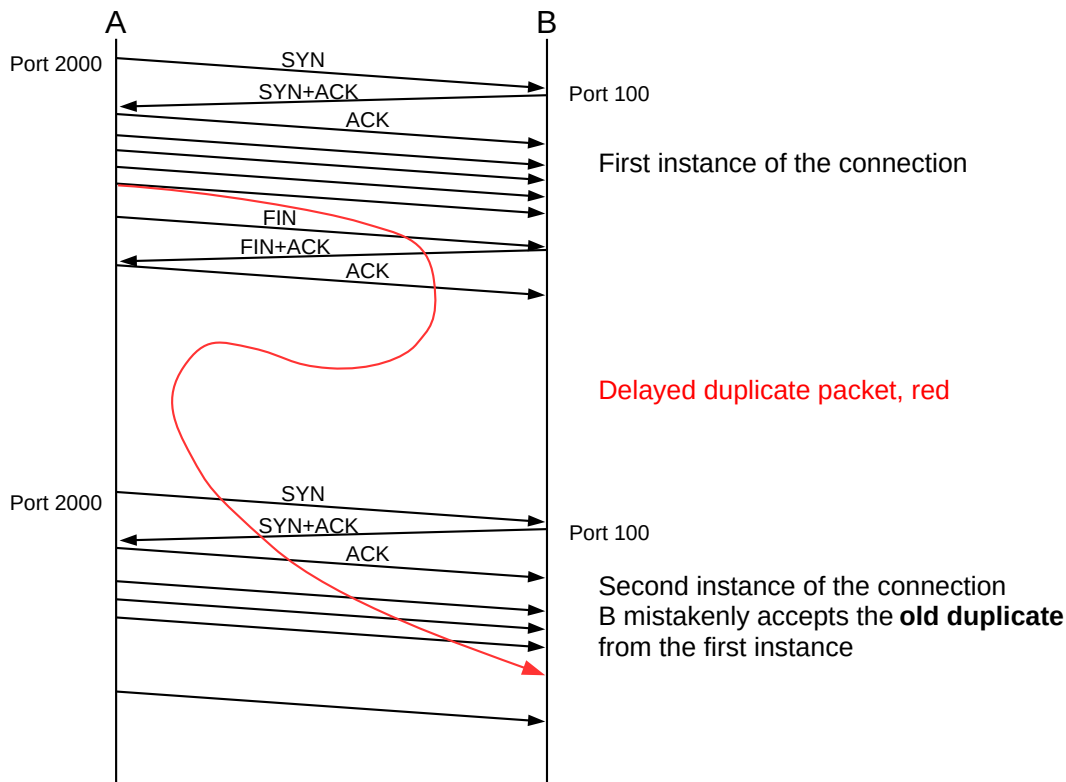 A
B
Port 2000
SYN
SYN+ACK
Port 100
ACK
First instance of the connection
FIN
FIN+ACK
ACK
Delayed duplicate packet, red
Port 2000
SYN
SYN+ACK
Port 100
ACK
Second instance of the connection
B mistakenly accepts the old duplicate
from the first instance